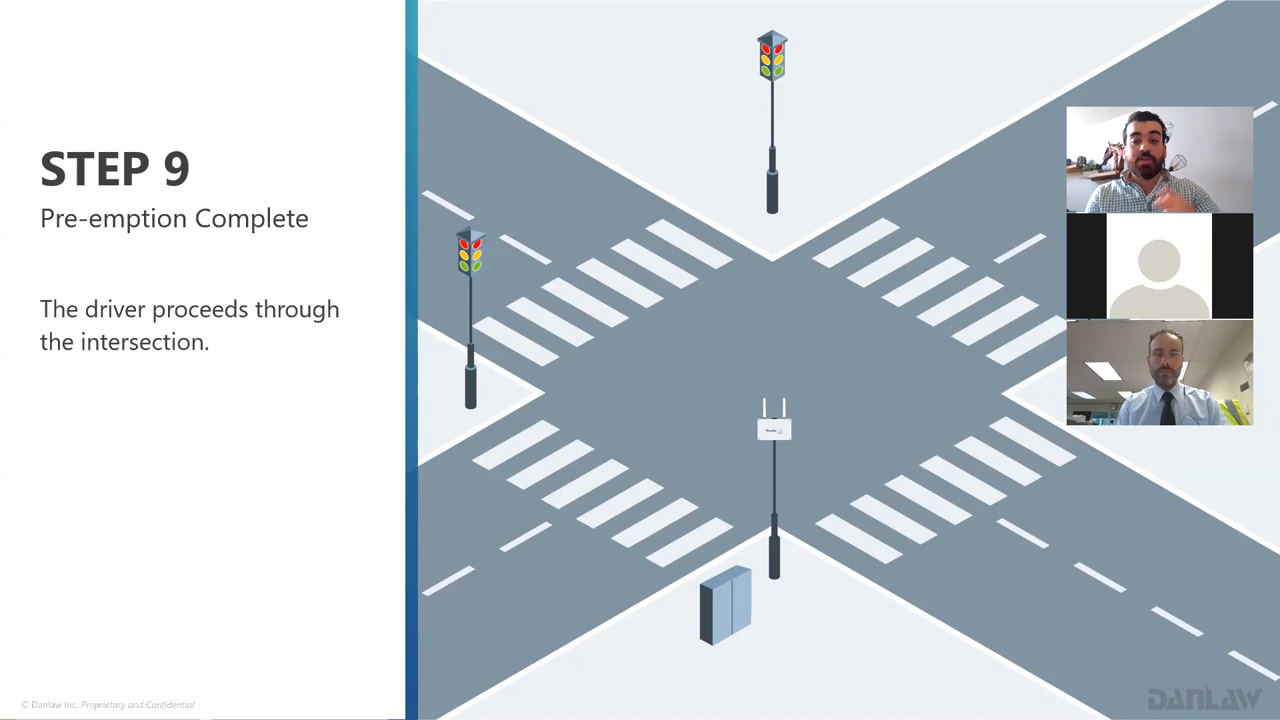 STEP 9
Pre-emption Complete
The driver proceeds through
the intersection.
© Danlaw Inc. Proprietary and Confidential
DANLAW